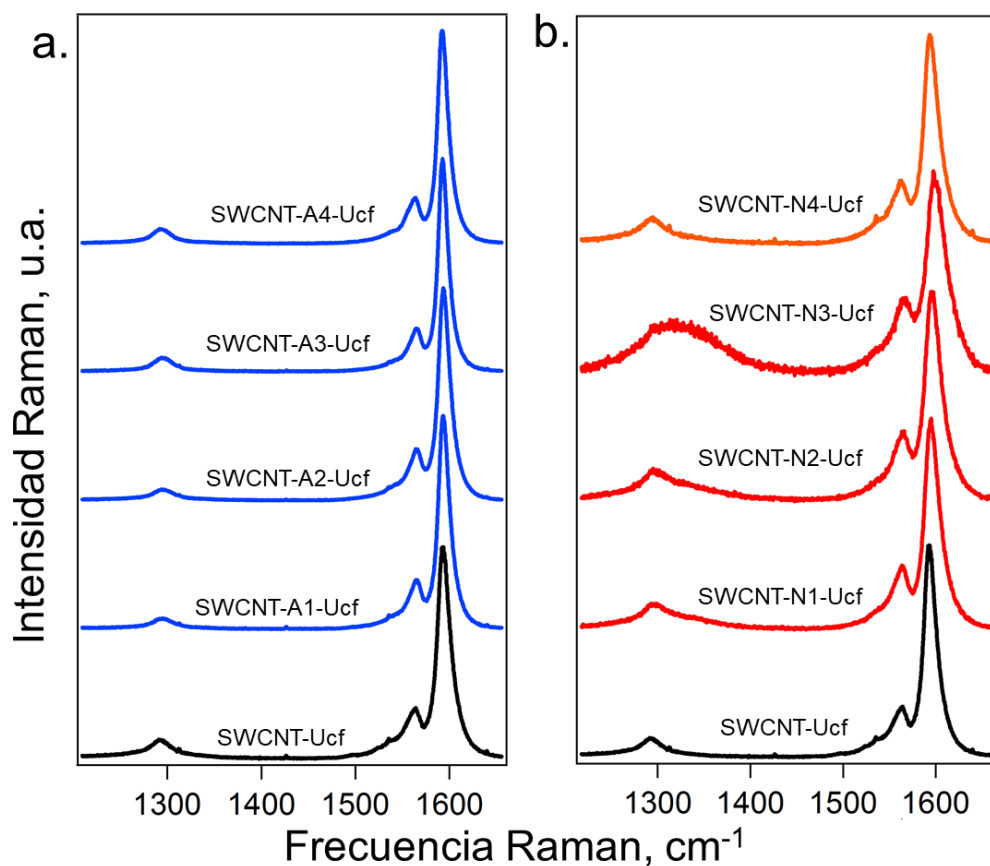 a.
SWCNT-A4-Ucf
SWCNT-A3-Ucf
SWCNT-A2-Ucf
SWCNT-A1-Ucf
SWCNT-Ucf
1300 1400 1500 1600
b.
SWCNT-N4-Ucf
SWCNT-N3-Ucf
SWCNT-N2-Ucf
SWCNT-N1-Ucf
SWCNT-Ucf
1300 1400 1500 1600
Intensidad Raman, u.a.
Frecuencia Raman, cm⁻¹